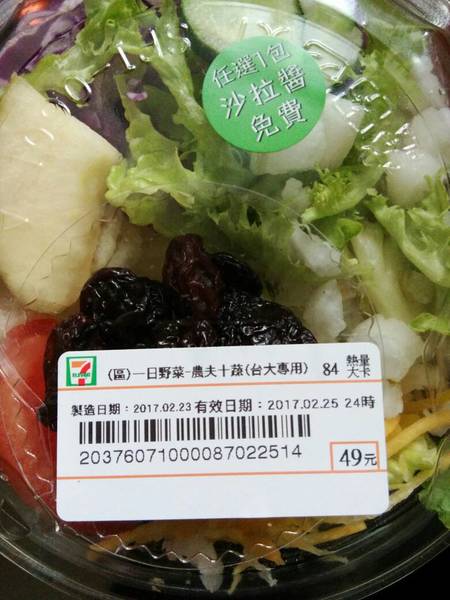 任選1包
沙拉醬
免費
(區)一日野菜-農夫十蔬(台大專用) 84 熱量
大卡
製造日期：2017.02.23 有效日期：2017.02.25 24時
20376071000087022514
49元